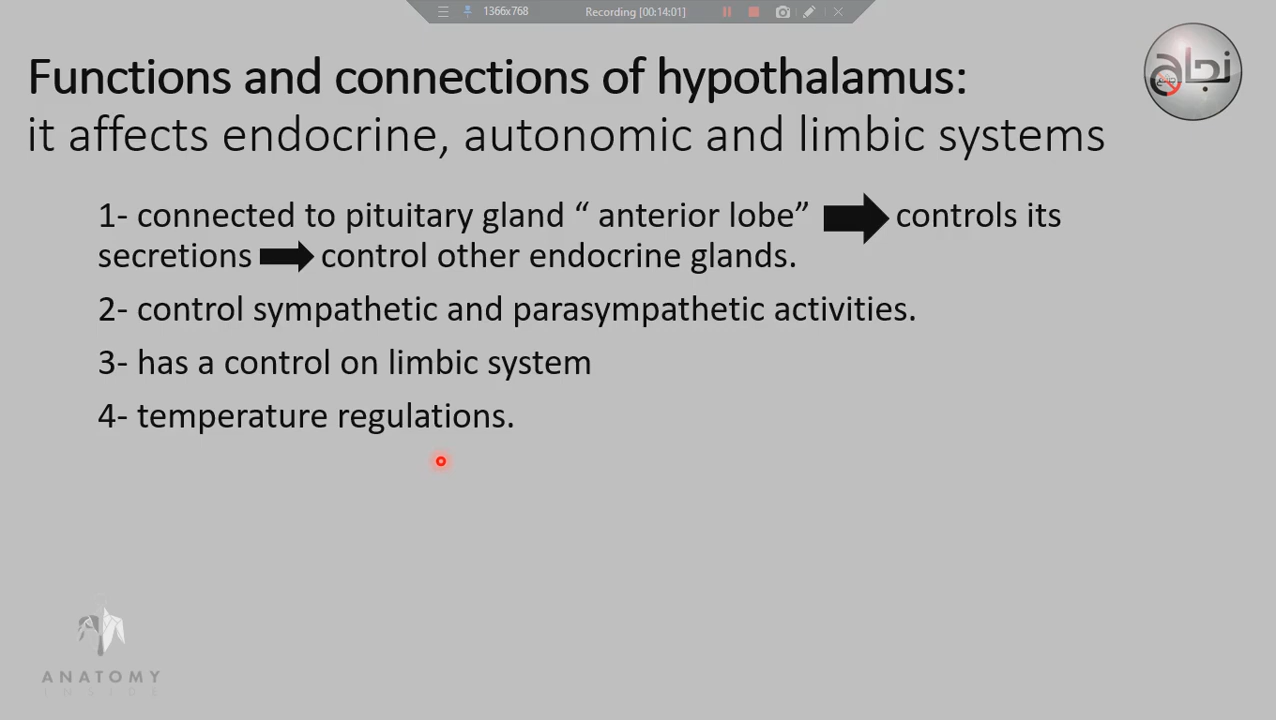 1366x768
Recording [00:14:01]
Functions and connections of hypothalamus:
it affects endocrine, autonomic and limbic systems
1- connected to pituitary gland “ anterior lobe” controls its
secretions control other endocrine glands.
2- control sympathetic and parasympathetic activities.
3- has a control on limbic system
4- temperature regulations.
ANATOMY
INSIDE